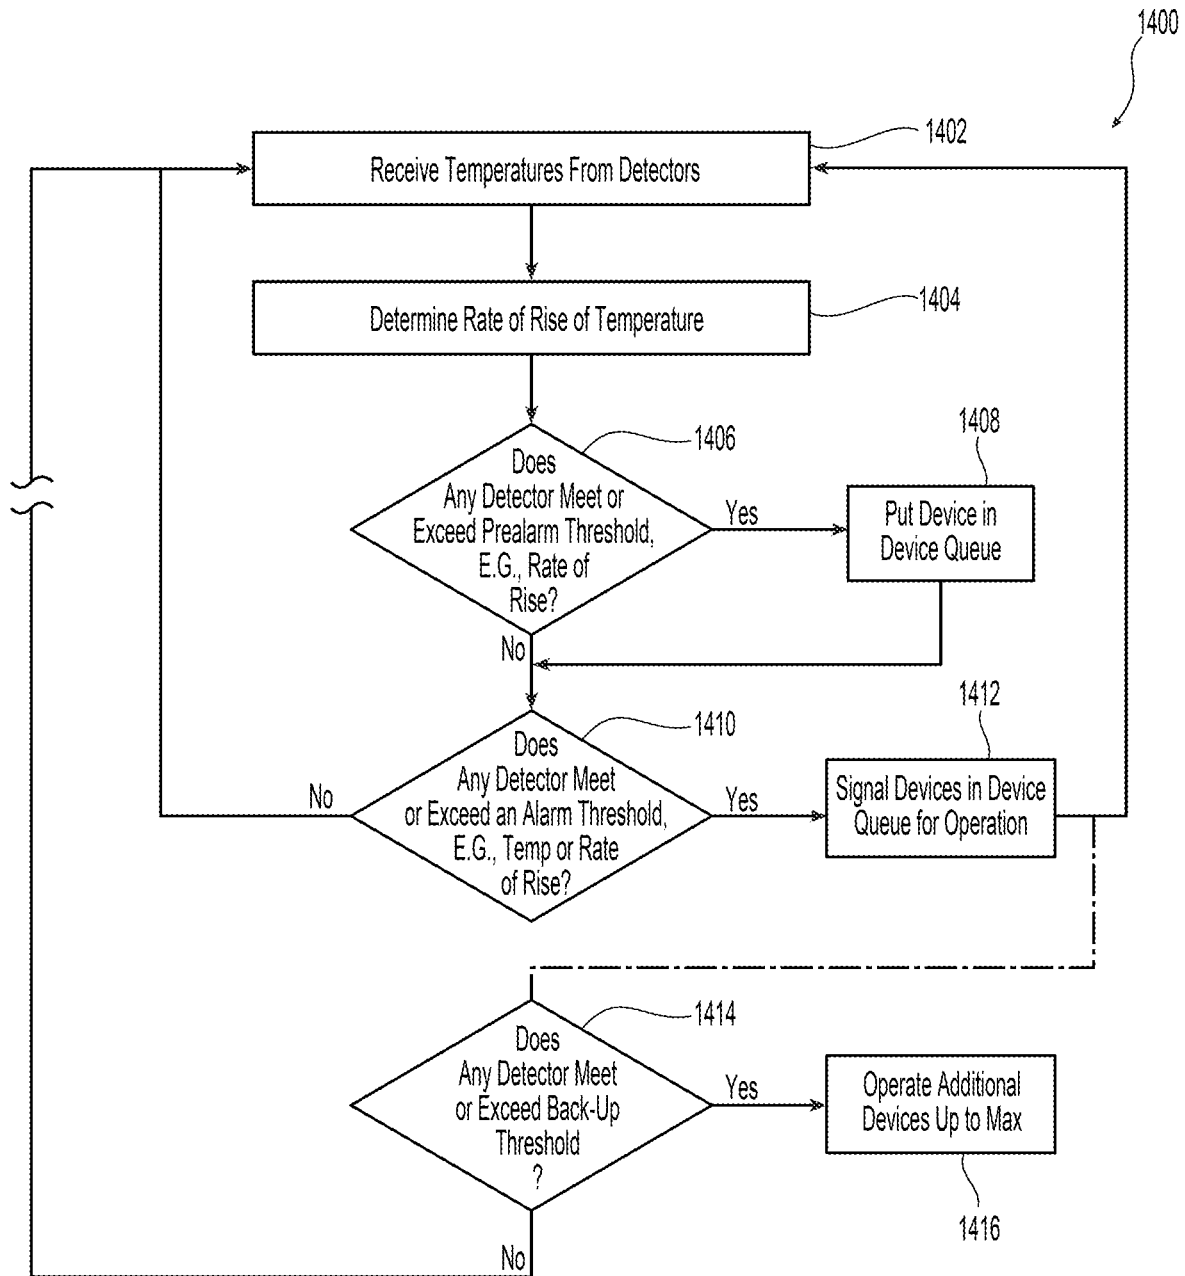 1400
1402
Receive Temperatures From Detectors
1404
Determine Rate of Rise of Temperature
1406
Does
Any Detector Meet or
Exceed Prealarm Threshold,
E.G., Rate of
Rise?
Yes
1408
Put Device in
Device Queue
No
1410
Does
Any Detector Meet
or Exceed an Alarm Threshold,
E.G., Temp or Rate
of Rise?
No
Yes
1412
Signal Devices in Device
Queue for Operation
1414
Does
Any Detector Meet
or Exceed Back-Up
Threshold
?
Yes
Operate Additional
Devices Up to Max
1416
No